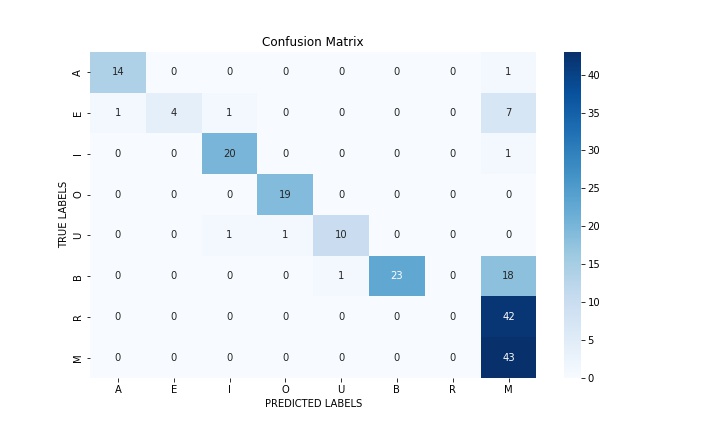 Confusion Matrix
A 14 0 0 0 0 0 0 1
E 1 4 1 0 0 0 0 7
I 0 0 20 0 0 0 0 1
O 0 0 0 19 0 0 0 0
U 0 0 1 1 10 0 0 0
B 0 0 0 0 1 23 0 18
R 0 0 0 0 0 0 0 42
M 0 0 0 0 0 0 0 43
A E I O U B R M
TRUE LABELS
PREDICTED LABELS
40
35
30
25
20
15
10
5
0